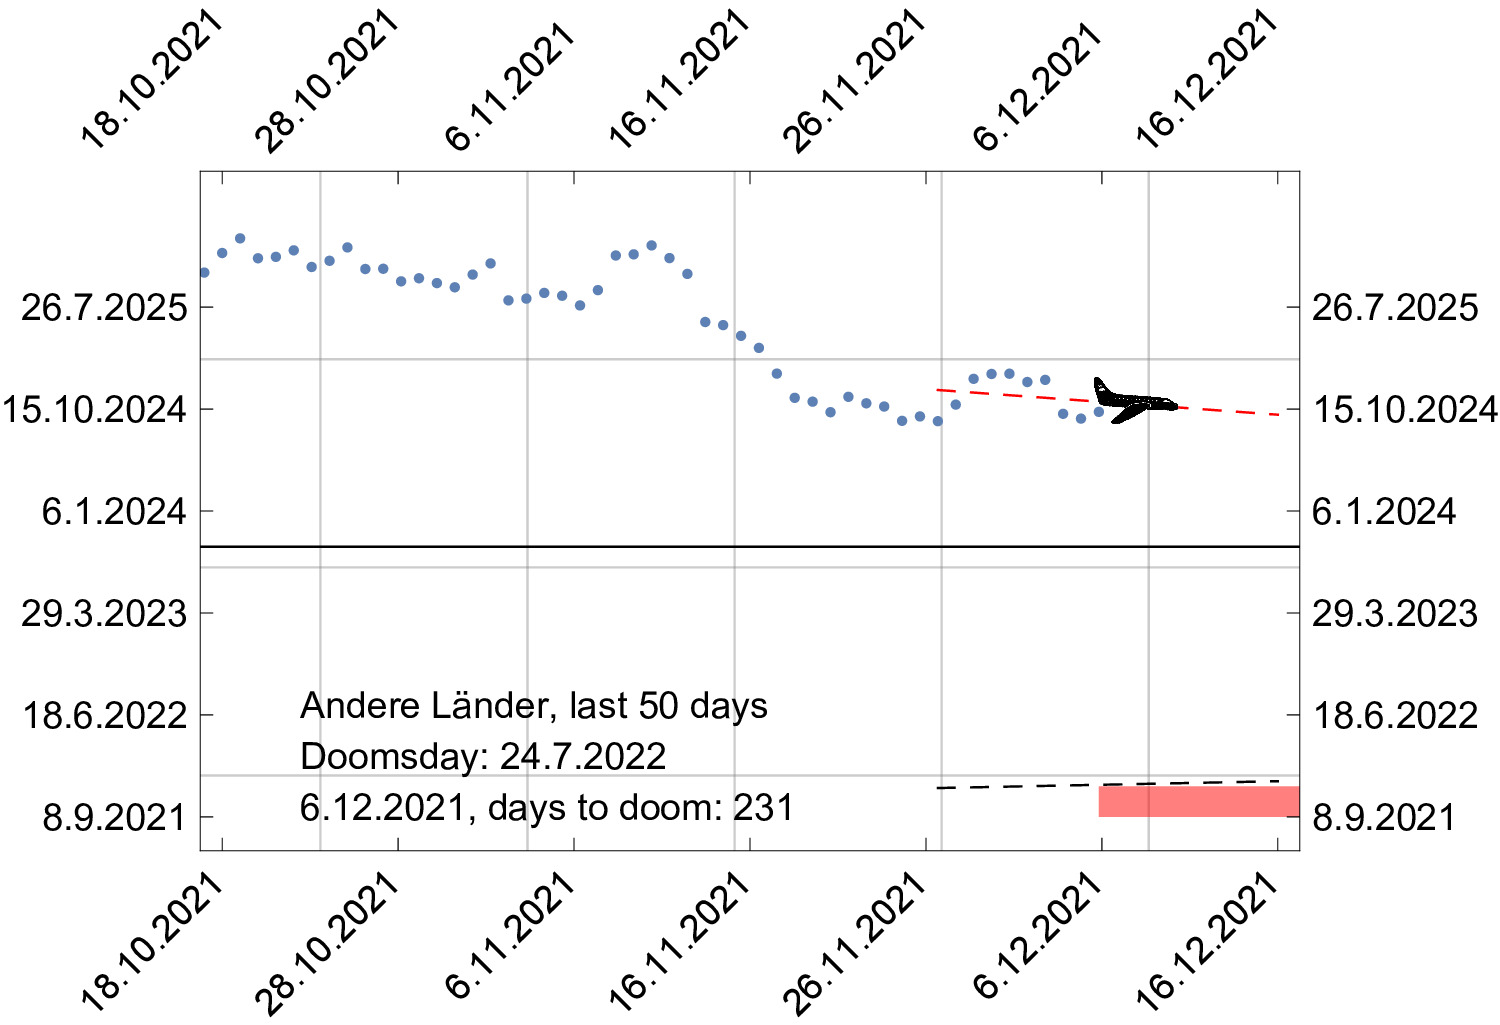 18.10.2021 28.10.2021 6.11.2021 16.11.2021 26.11.2021 6.12.2021 16.12.2021
26.7.2025 26.7.2025
15.10.2024 15.10.2024
6.1.2024 6.1.2024
29.3.2023 29.3.2023
Andere Länder, last 50 days
18.6.2022 18.6.2022
Doomsday: 24.7.2022
6.12.2021, days to doom: 231
8.9.2021 8.9.2021
18.10.2021 28.10.2021 6.11.2021 16.11.2021 26.11.2021 6.12.2021 16.12.2021